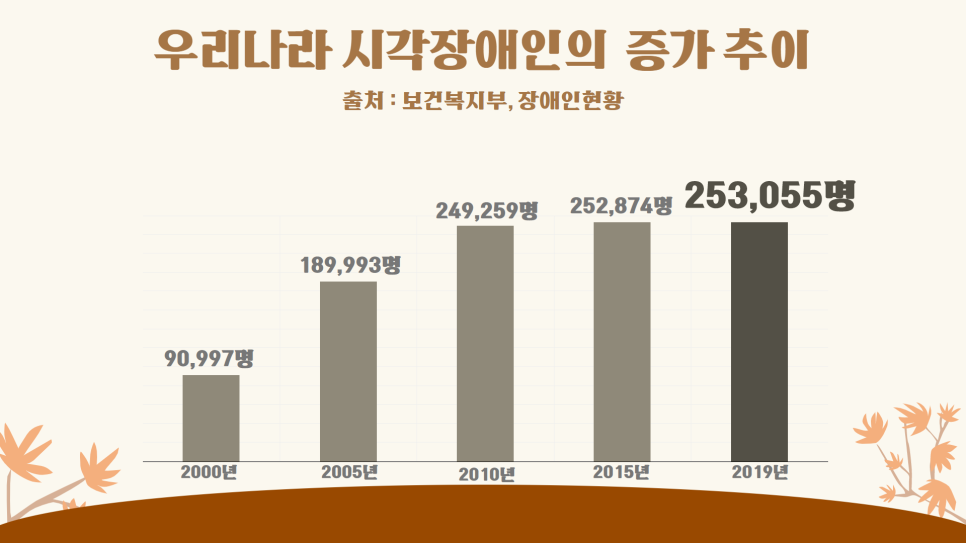 우리나라 시각장애인의 증가 추이
출처 : 보건복지부, 장애인현황
253,055명
252,874명
249,259명
189,993명
90,997명
2000년
2005년
2010년
2015년
2019년